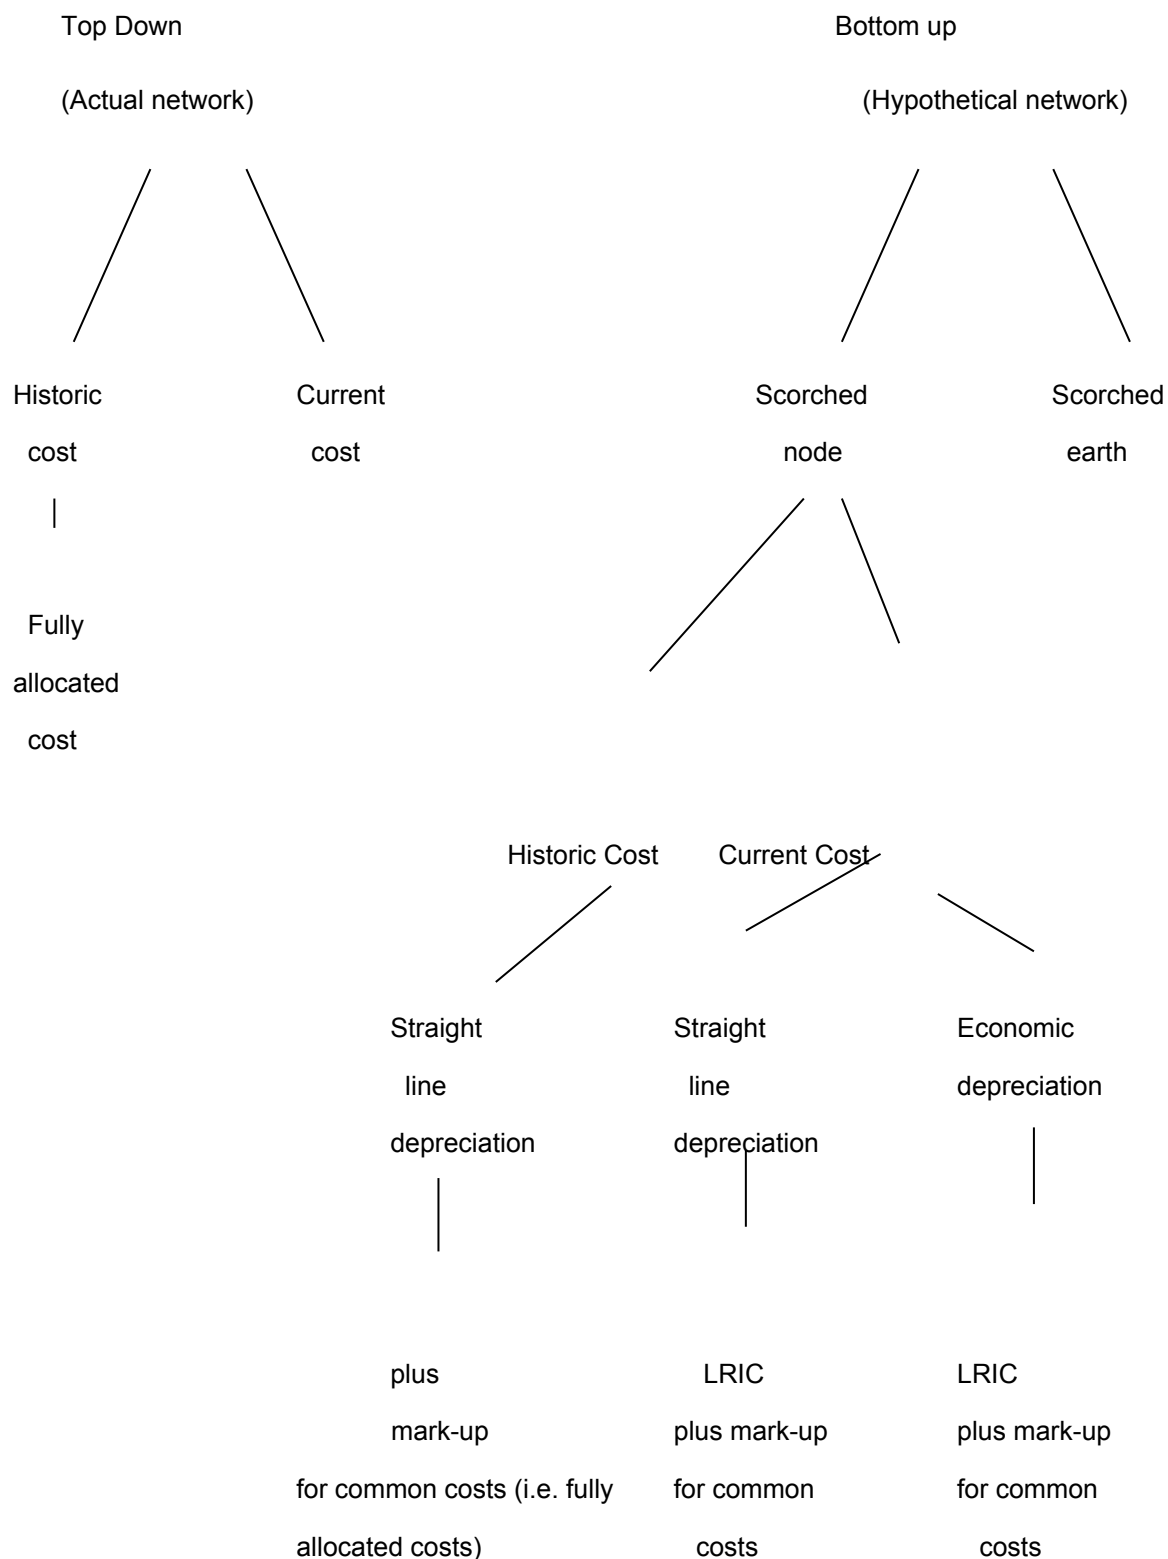 Top Down Bottom up
(Actual network) (Hypothetical network)
Historic Current Scorched Scorched
cost cost node earth
Fully
allocated
cost
Historic Cost Current Cost
Straight Straight Economic
line line depreciation
depreciation depreciation
plus LRIC LRIC
mark-up plus mark-up plus mark-up
for common costs (i.e. fully for common for common
allocated costs) costs costs